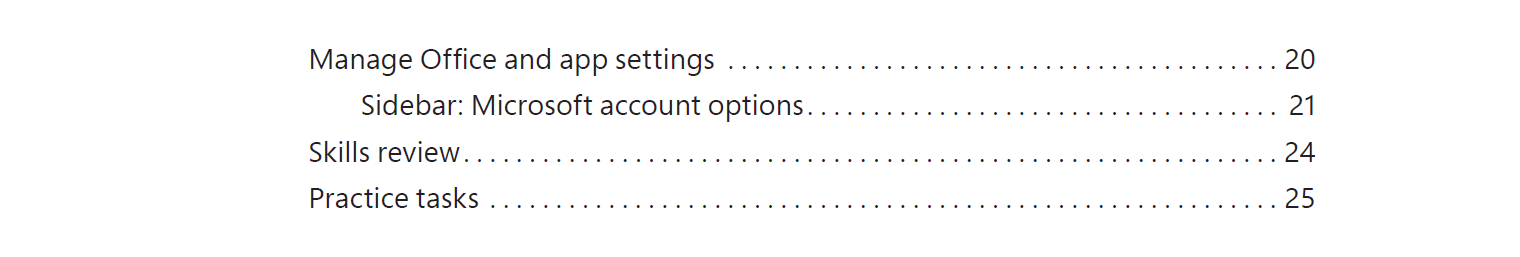 Manage Office and app settings . . . . . . . . . . . . . . . . . . . . . . . . . . . . . . . . . . . . . . . . . . 20
Sidebar: Microsoft account options. . . . . . . . . . . . . . . . . . . . . . . . . . . . . . . . . . . . 21
Skills review. . . . . . . . . . . . . . . . . . . . . . . . . . . . . . . . . . . . . . . . . . . . . . . . . . . . . . . . . . . . . . 24
Practice tasks . . . . . . . . . . . . . . . . . . . . . . . . . . . . . . . . . . . . . . . . . . . . . . . . . . . . . . . . . . . . 25